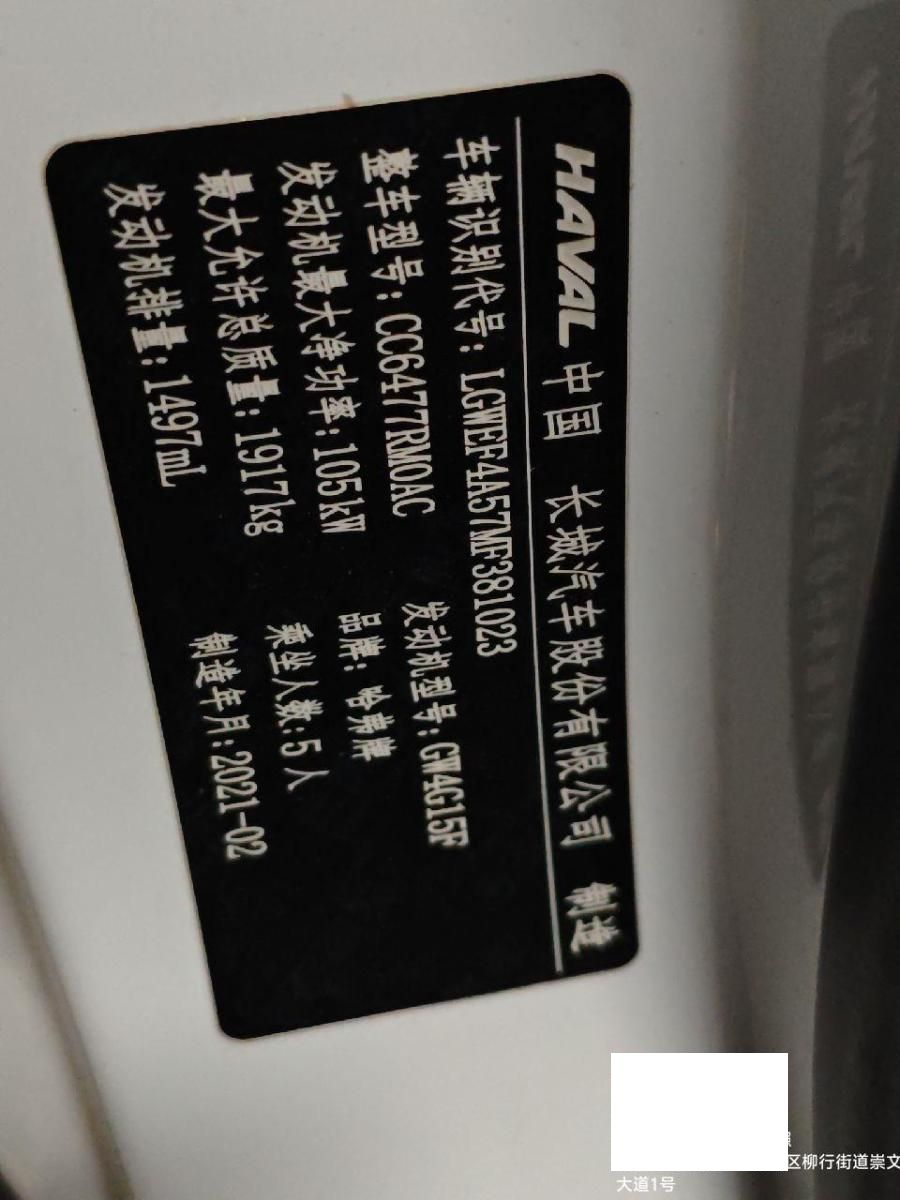 HAVAL 中国 长城汽车股份有限公司 制造
车辆识别代号:LGWEF4A57MF381023
整车型号:CC6477RM0AC 发动机型号:GW4G15F
发动机最大净功率:105kW 品牌:哈弗牌
最大允许总质量:1917kg 乘坐人数:5人
发动机排量:1497mL 制造年月:2021-02
区柳行街道崇文
大道1号